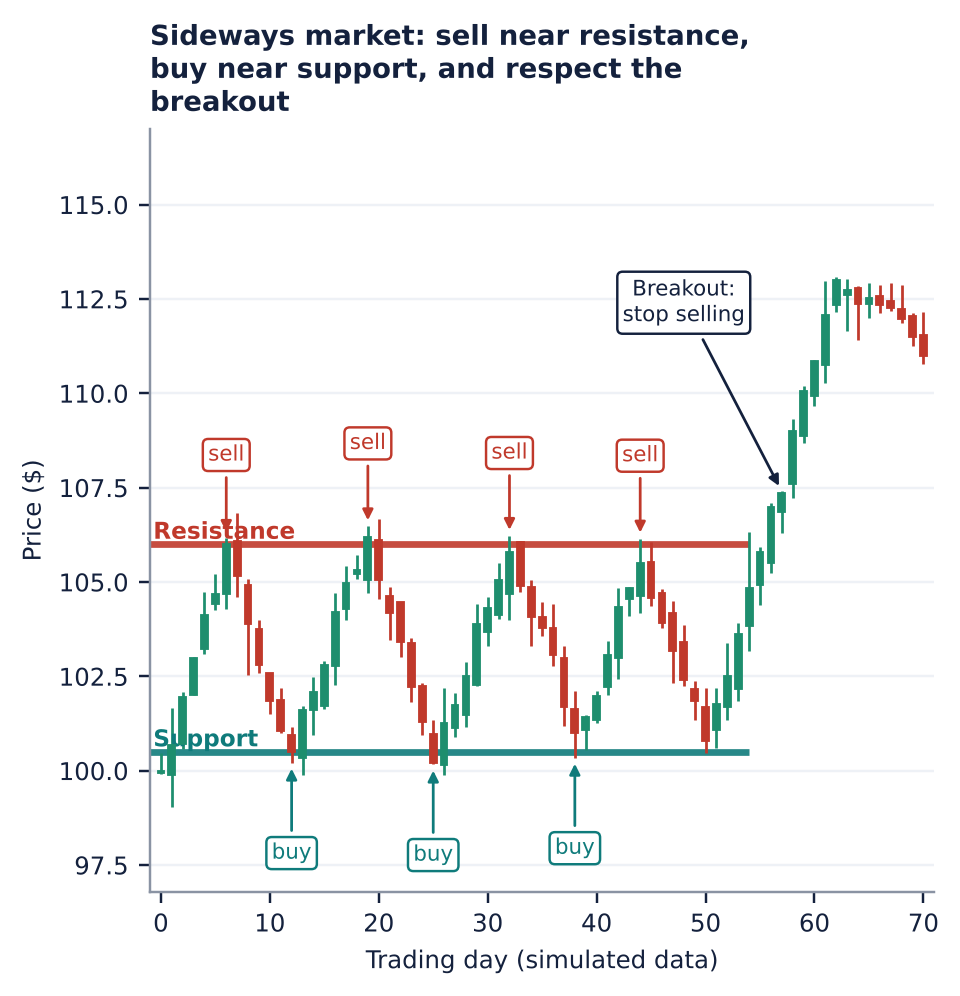 Sideways market: sell near resistance,
buy near support, and respect the
breakout
115.0
112.5
110.0
107.5
105.0
102.5
100.0
97.5
Price ($)
Breakout:
stop selling
sell
sell
sell
sell
Resistance
Support
buy
buy
buy
0
10
20
30
40
50
60
70
Trading day (simulated data)